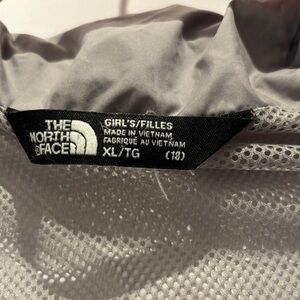 THE
NORTH
FACE
GIRL'S/FILLES
MADE IN VIETNAM
FABRIQUÉ AU VIETNAM
XL/TG (18)